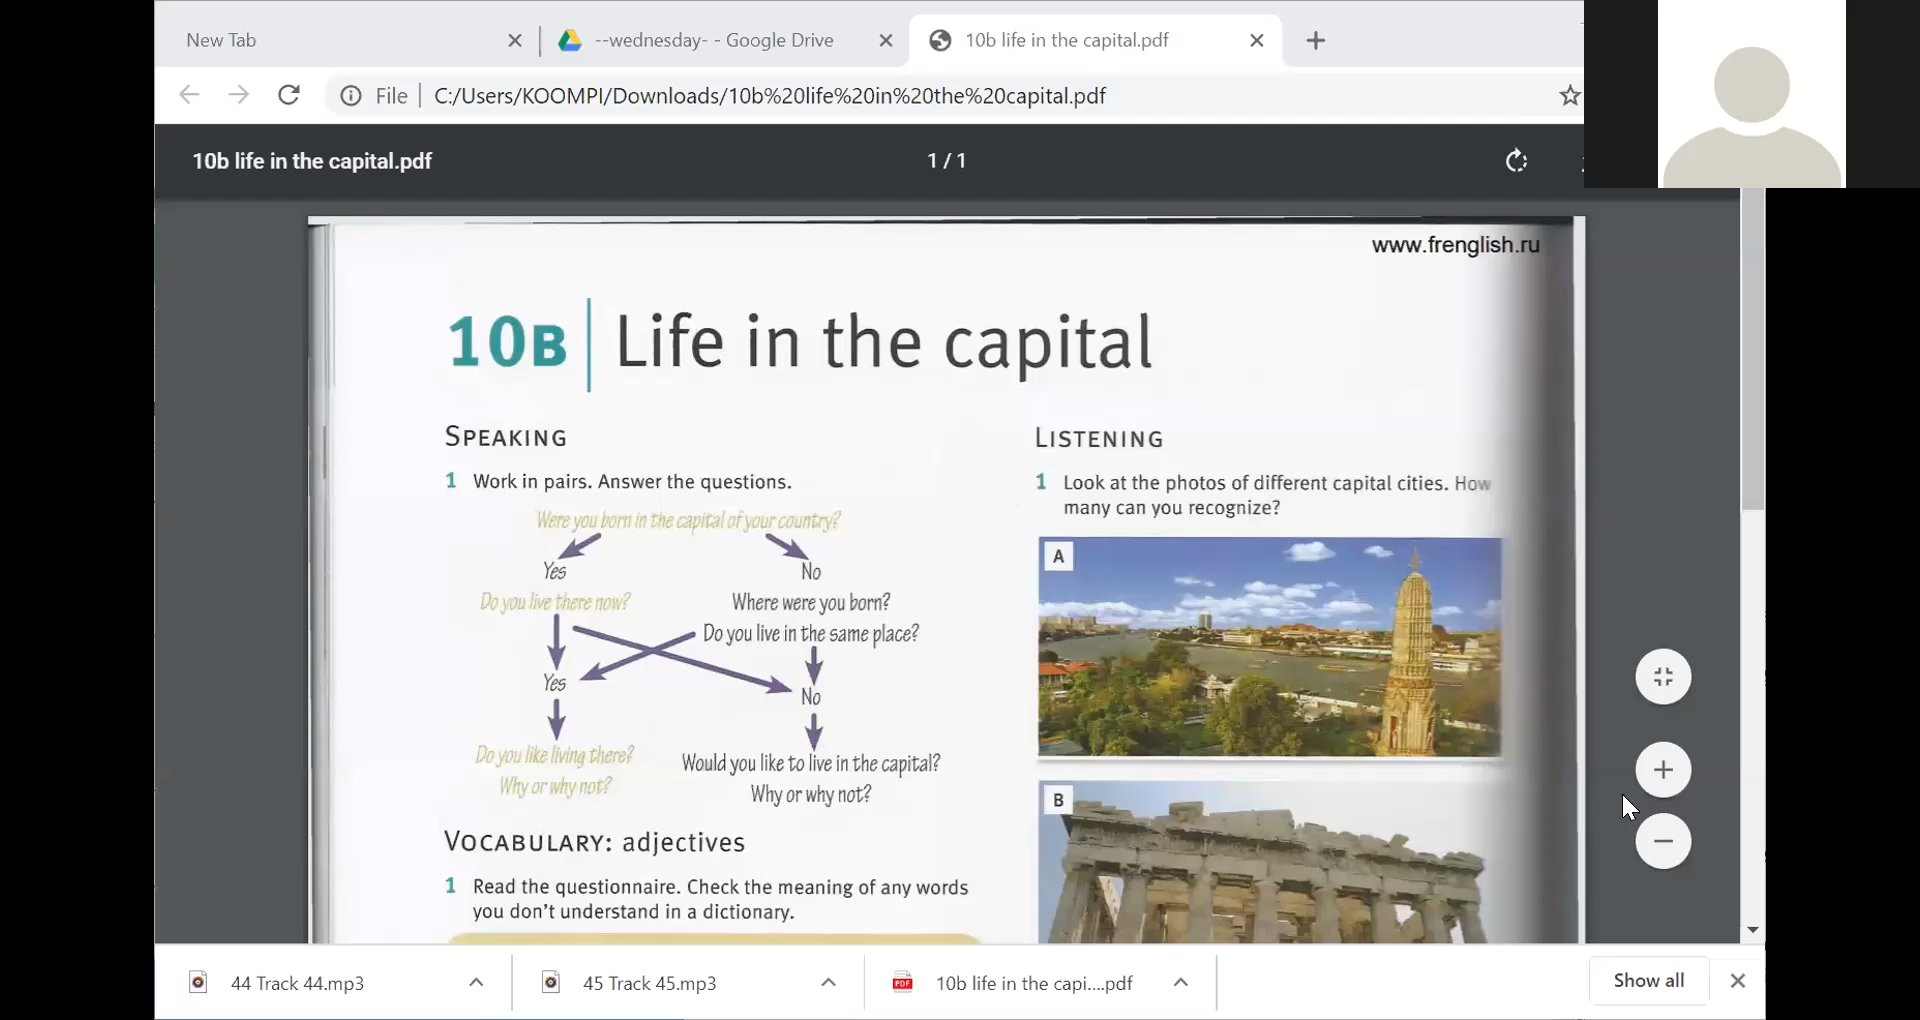 New Tab
--wednesday- - Google Drive
10b life in the capital.pdf
File
C:/Users/KOOMPI/Downloads/10b%20life%20in%20the%20capital.pdf
10b life in the capital.pdf
1 / 1
www.frenglish.ru
10B Life in the capital
SPEAKING
1 Work in pairs. Answer the questions.
Were you born in the capital of your country?
Yes No
Do you live there now? Where were you born?
Do you live in the same place?
Yes No
Do you like living there? Would you like to live in the capital?
Why or why not? Why or why not?
VOCABULARY: adjectives
1 Read the questionnaire. Check the meaning of any words
you don't understand in a dictionary.
LISTENING
1 Look at the photos of different capital cities. How
many can you recognize?
A
B
44 Track 44.mp3
45 Track 45.mp3
PDF
10b life in the capi....pdf
Show all